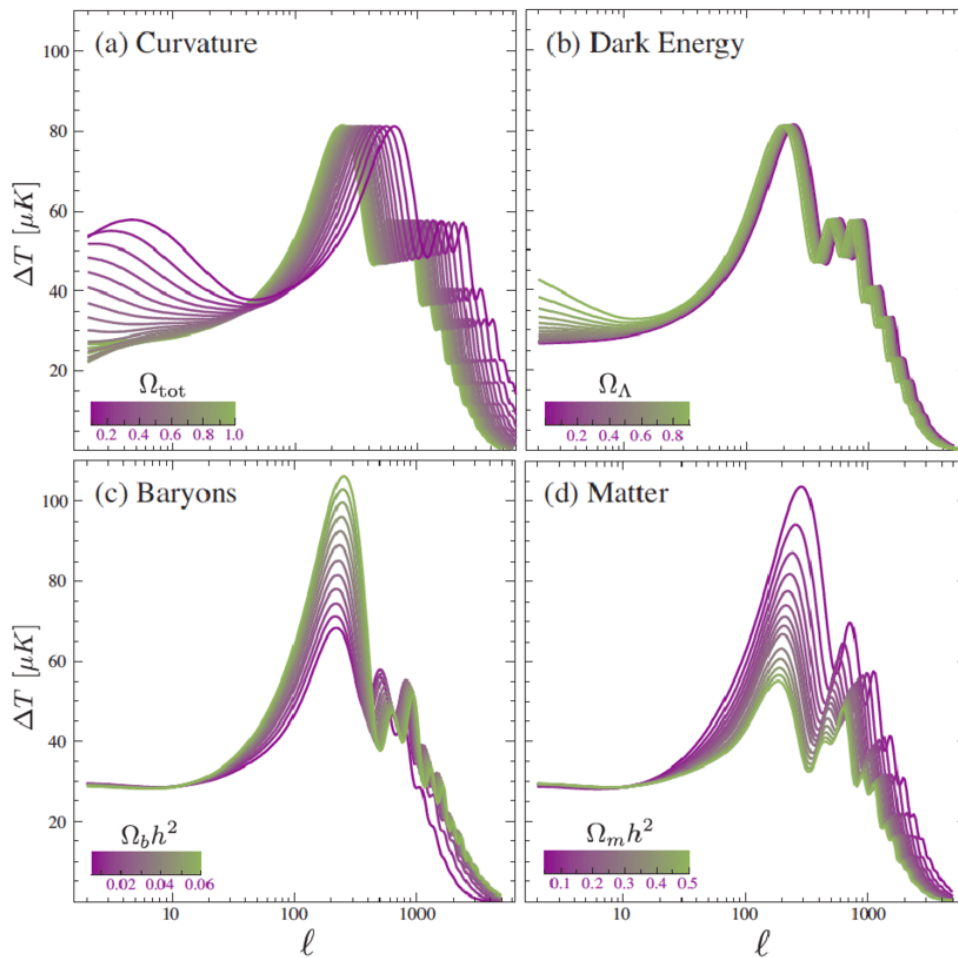 (a) Curvature
(b) Dark Energy
100
80
60
40
20
ΔT [μK]
Ω_tot
0.2 0.4 0.6 0.8 1.0
Ω_Λ
0.2 0.4 0.6 0.8
(c) Baryons
(d) Matter
100
80
60
40
20
ΔT [μK]
Ω_b h²
0.02 0.04 0.06
Ω_m h²
0.1 0.2 0.3 0.4 0.5
10 100 1000
10 100 1000
ℓ
ℓ